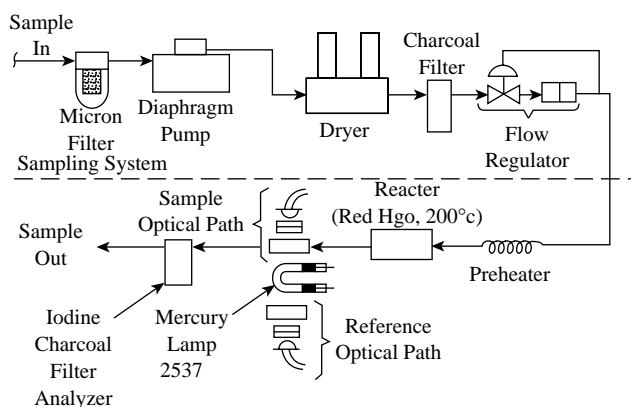 Sample
In
Micron
Filter
Diaphragm
Pump
Dryer
Charcoal
Filter
Flow
Regulator
Sampling System
Sample
Optical Path
Reacter
(Red Hgo, 200°c)
Sample
Out
Preheater
Iodine
Charcoal
Filter
Analyzer
Mercury
Lamp
2537
Reference
Optical Path